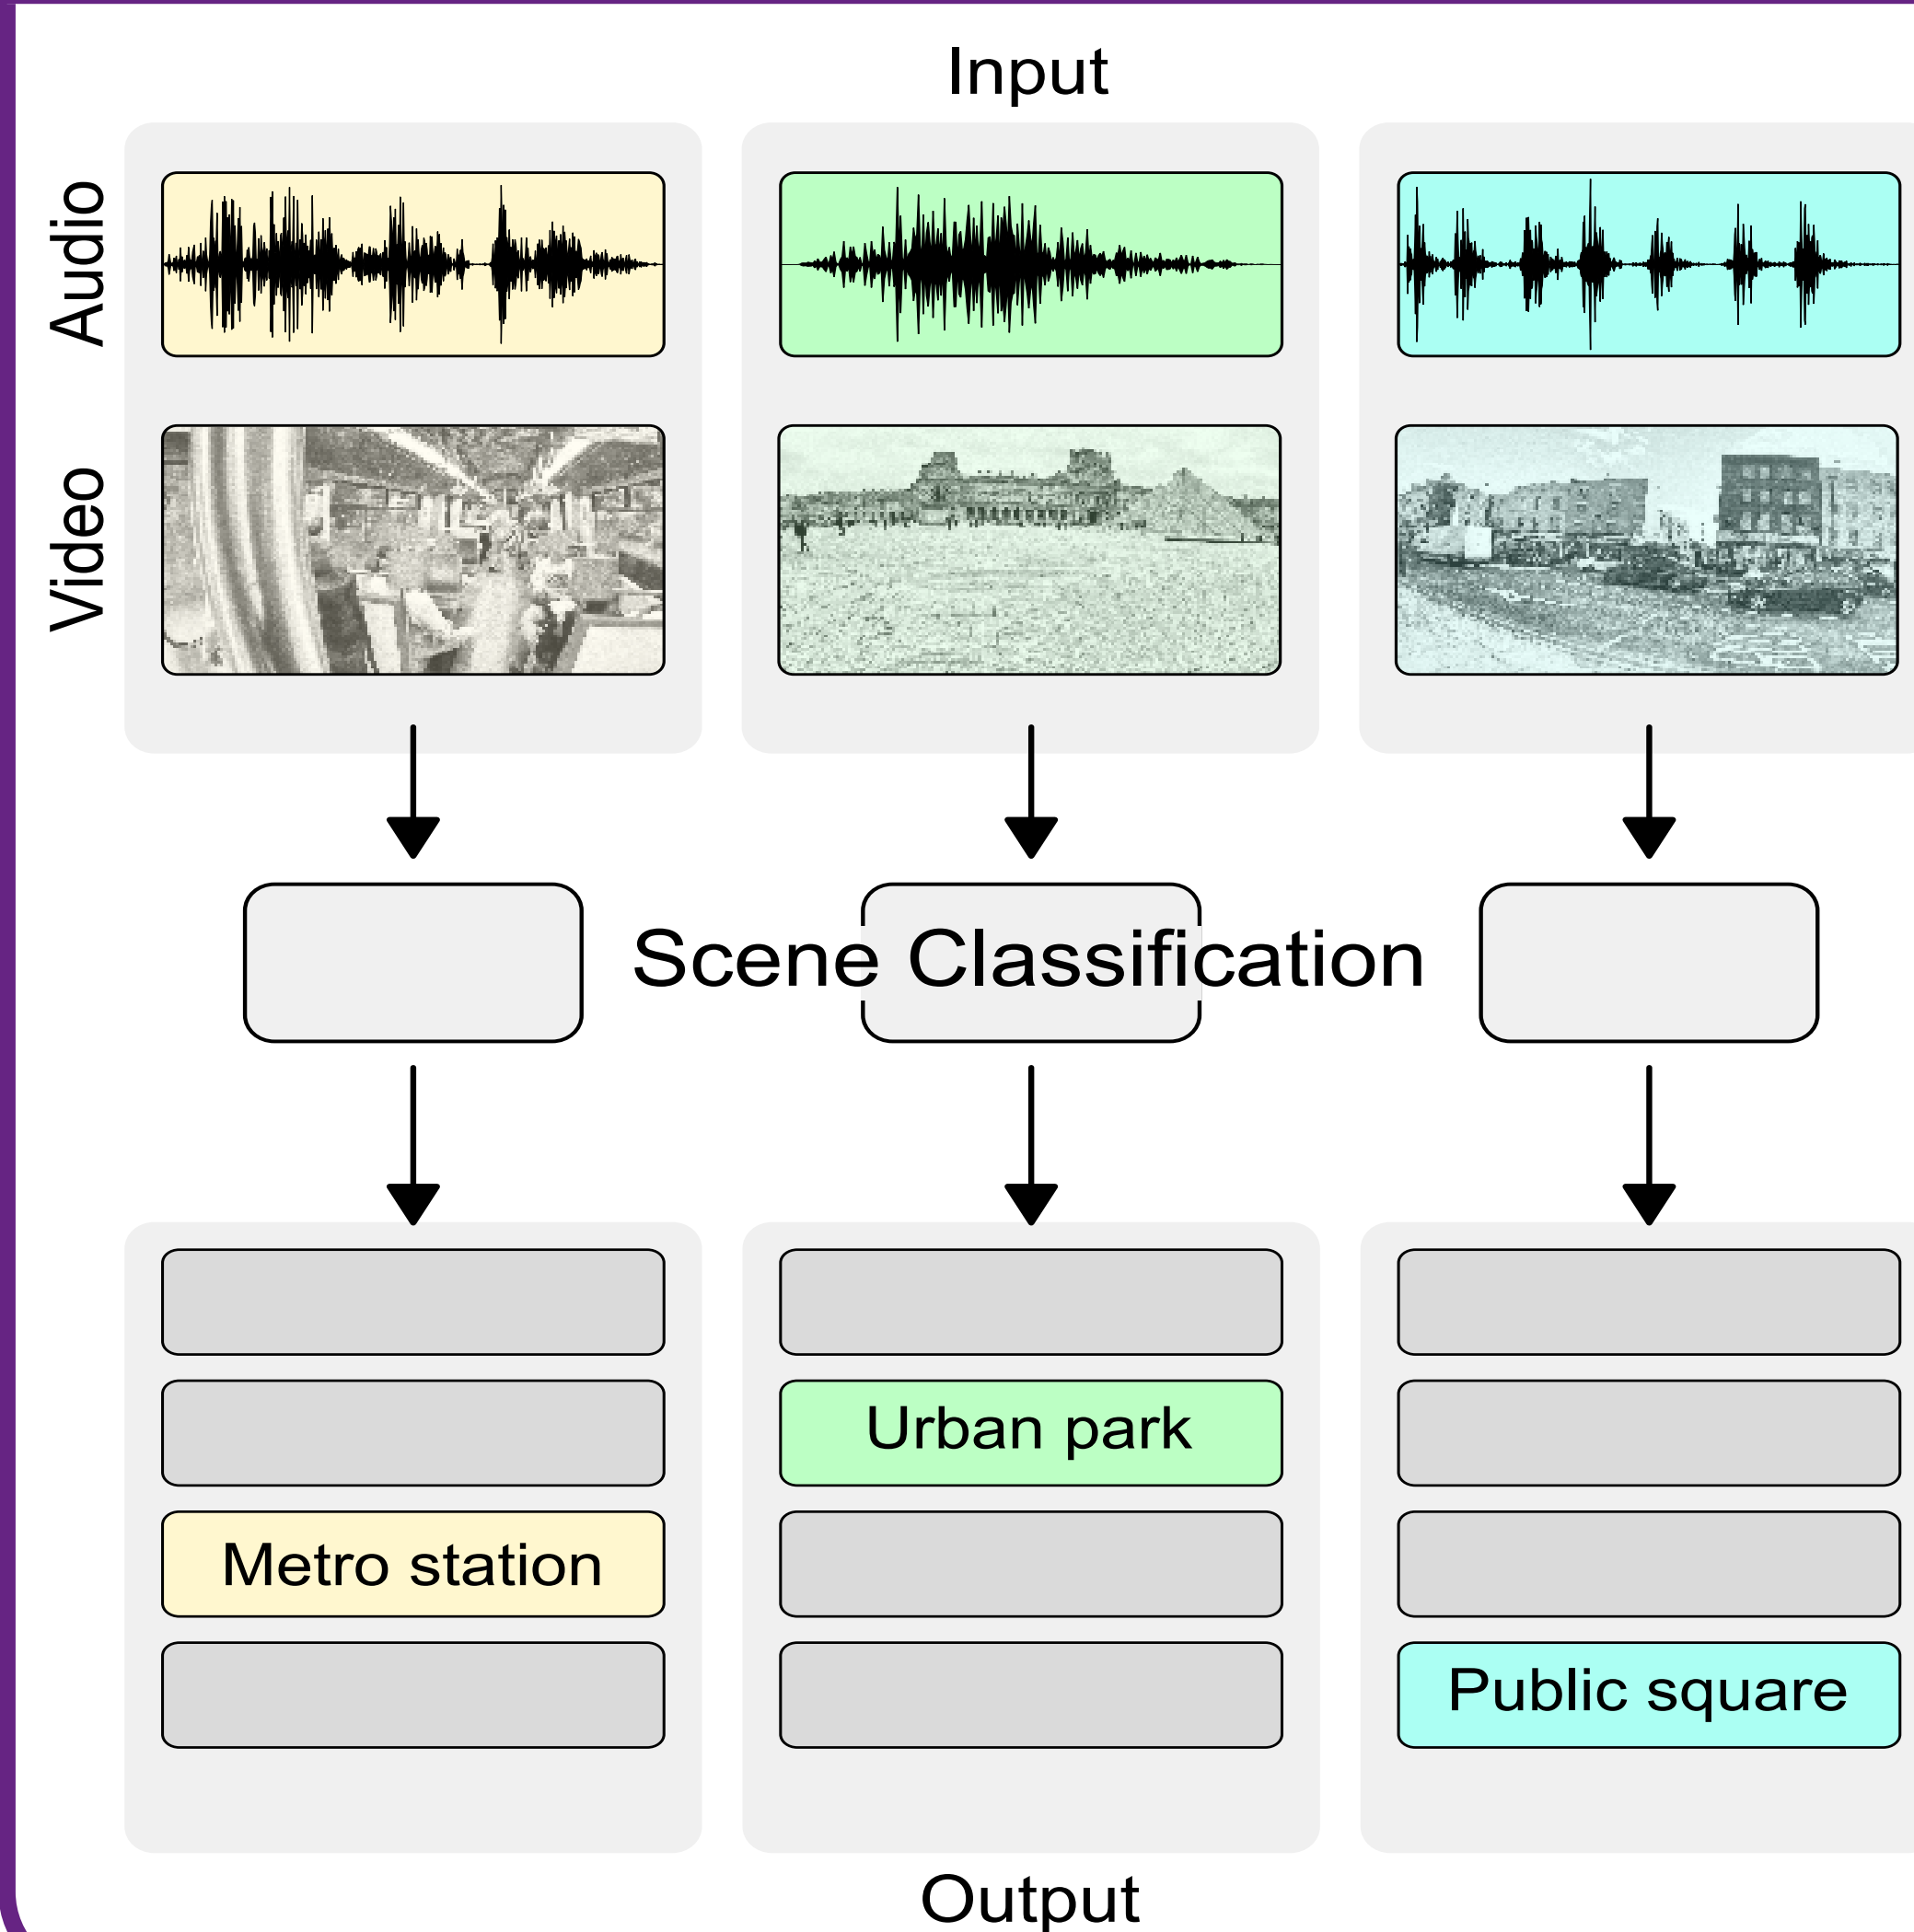 Input
Audio
Video
Scene Classification
Urban park
Metro station
Public square
Output